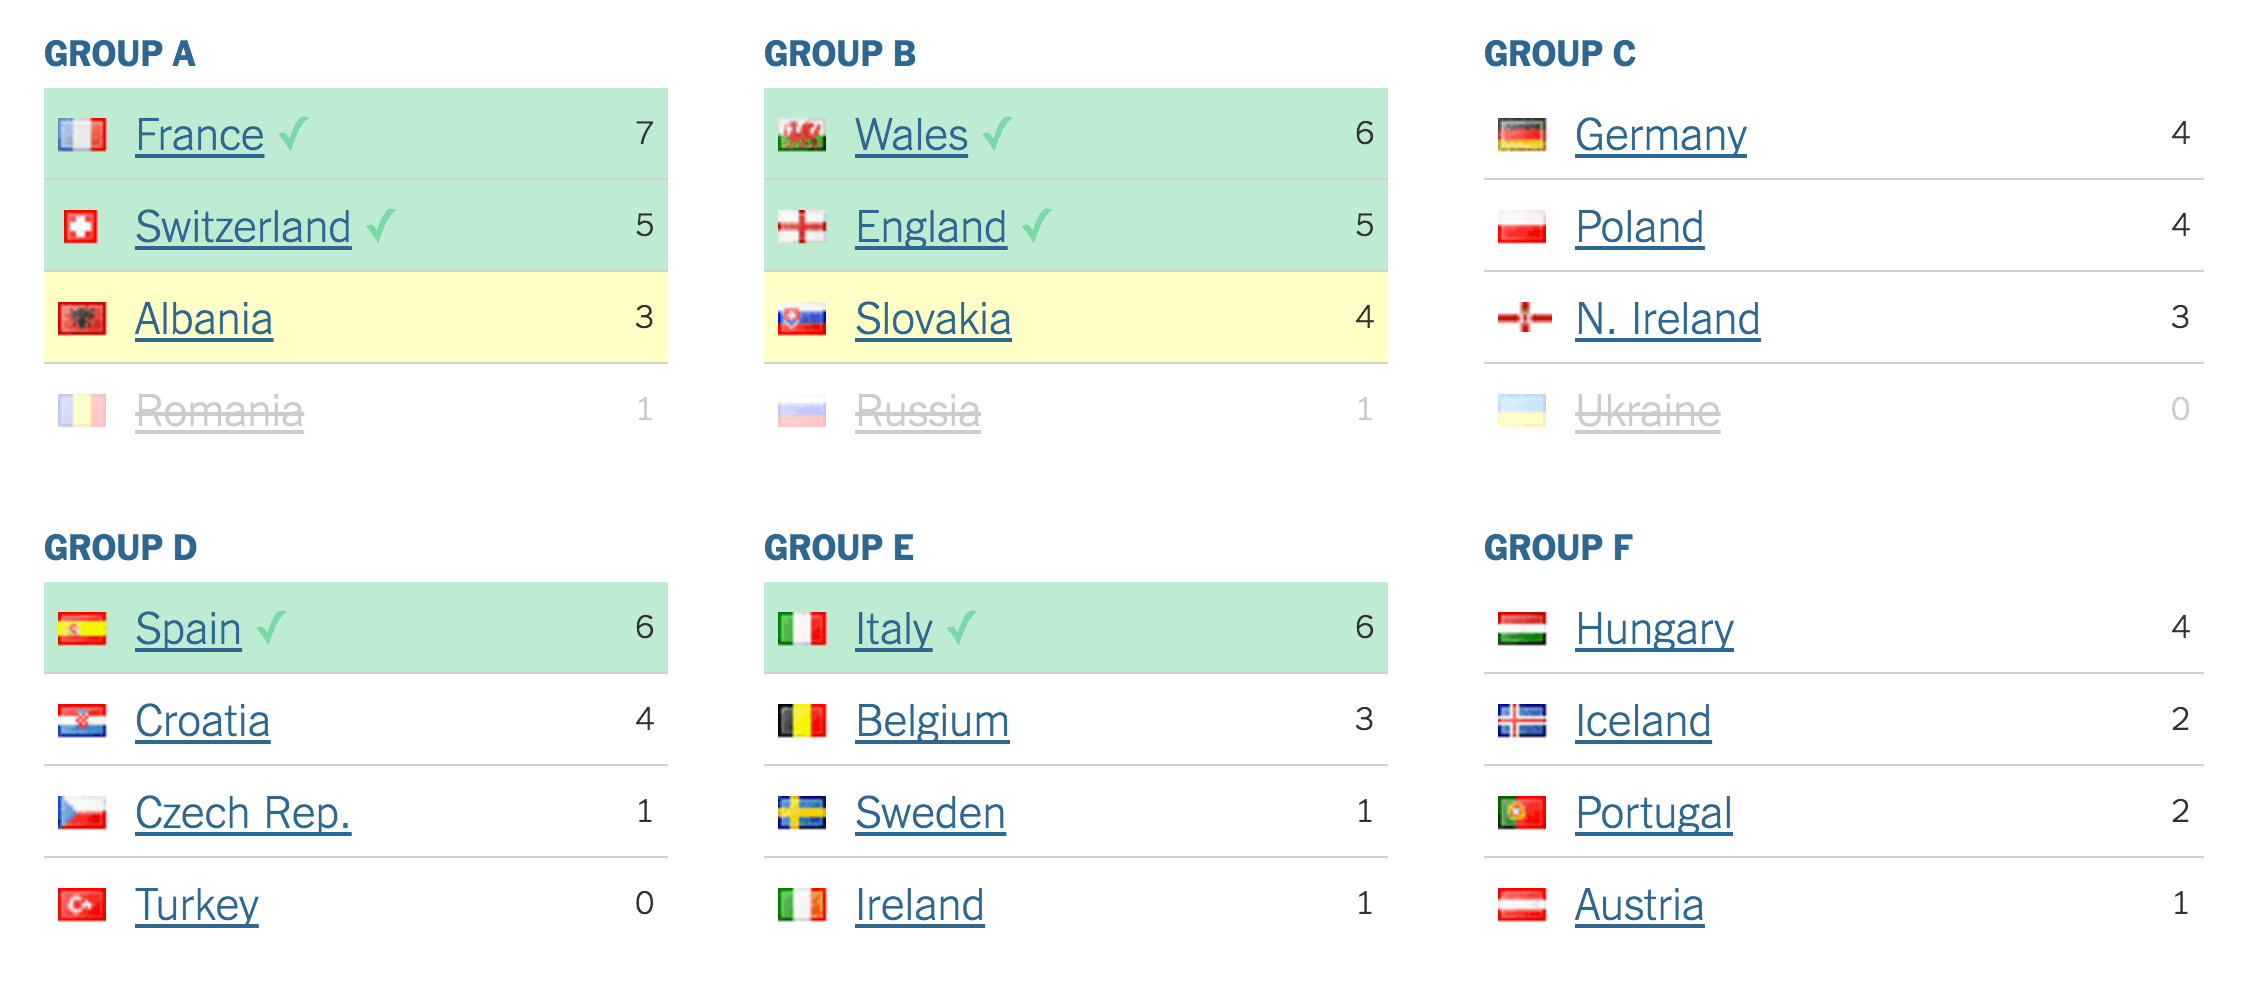 GROUP A
France ✓ 7
Switzerland ✓ 5
Albania 3
Romania 1
GROUP B
Wales ✓ 6
England ✓ 5
Slovakia 4
Russia 1
GROUP C
Germany 4
Poland 4
N. Ireland 3
Ukraine 0
GROUP D
Spain ✓ 6
Croatia 4
Czech Rep. 1
Turkey 0
GROUP E
Italy ✓ 6
Belgium 3
Sweden 1
Ireland 1
GROUP F
Hungary 4
Iceland 2
Portugal 2
Austria 1